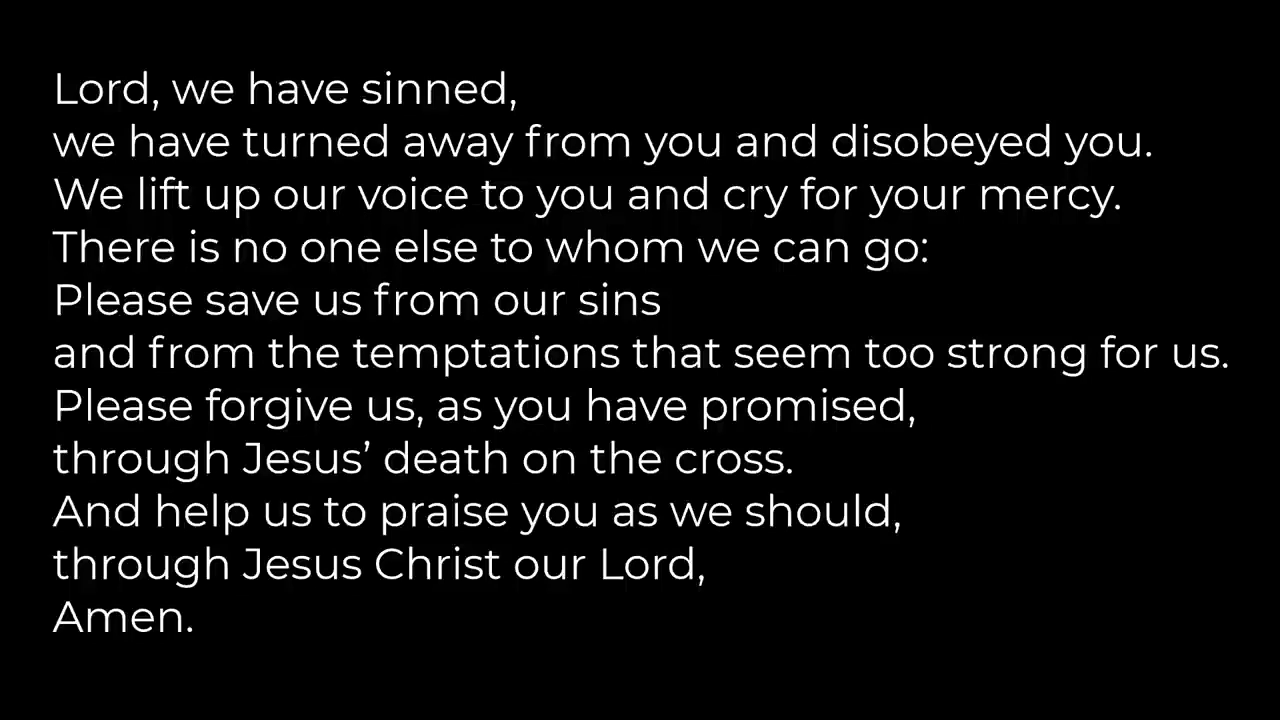 Lord, we have sinned,
we have turned away from you and disobeyed you.
We lift up our voice to you and cry for your mercy.
There is no one else to whom we can go:
Please save us from our sins
and from the temptations that seem too strong for us.
Please forgive us, as you have promised,
through Jesus’ death on the cross.
And help us to praise you as we should,
through Jesus Christ our Lord,
Amen.